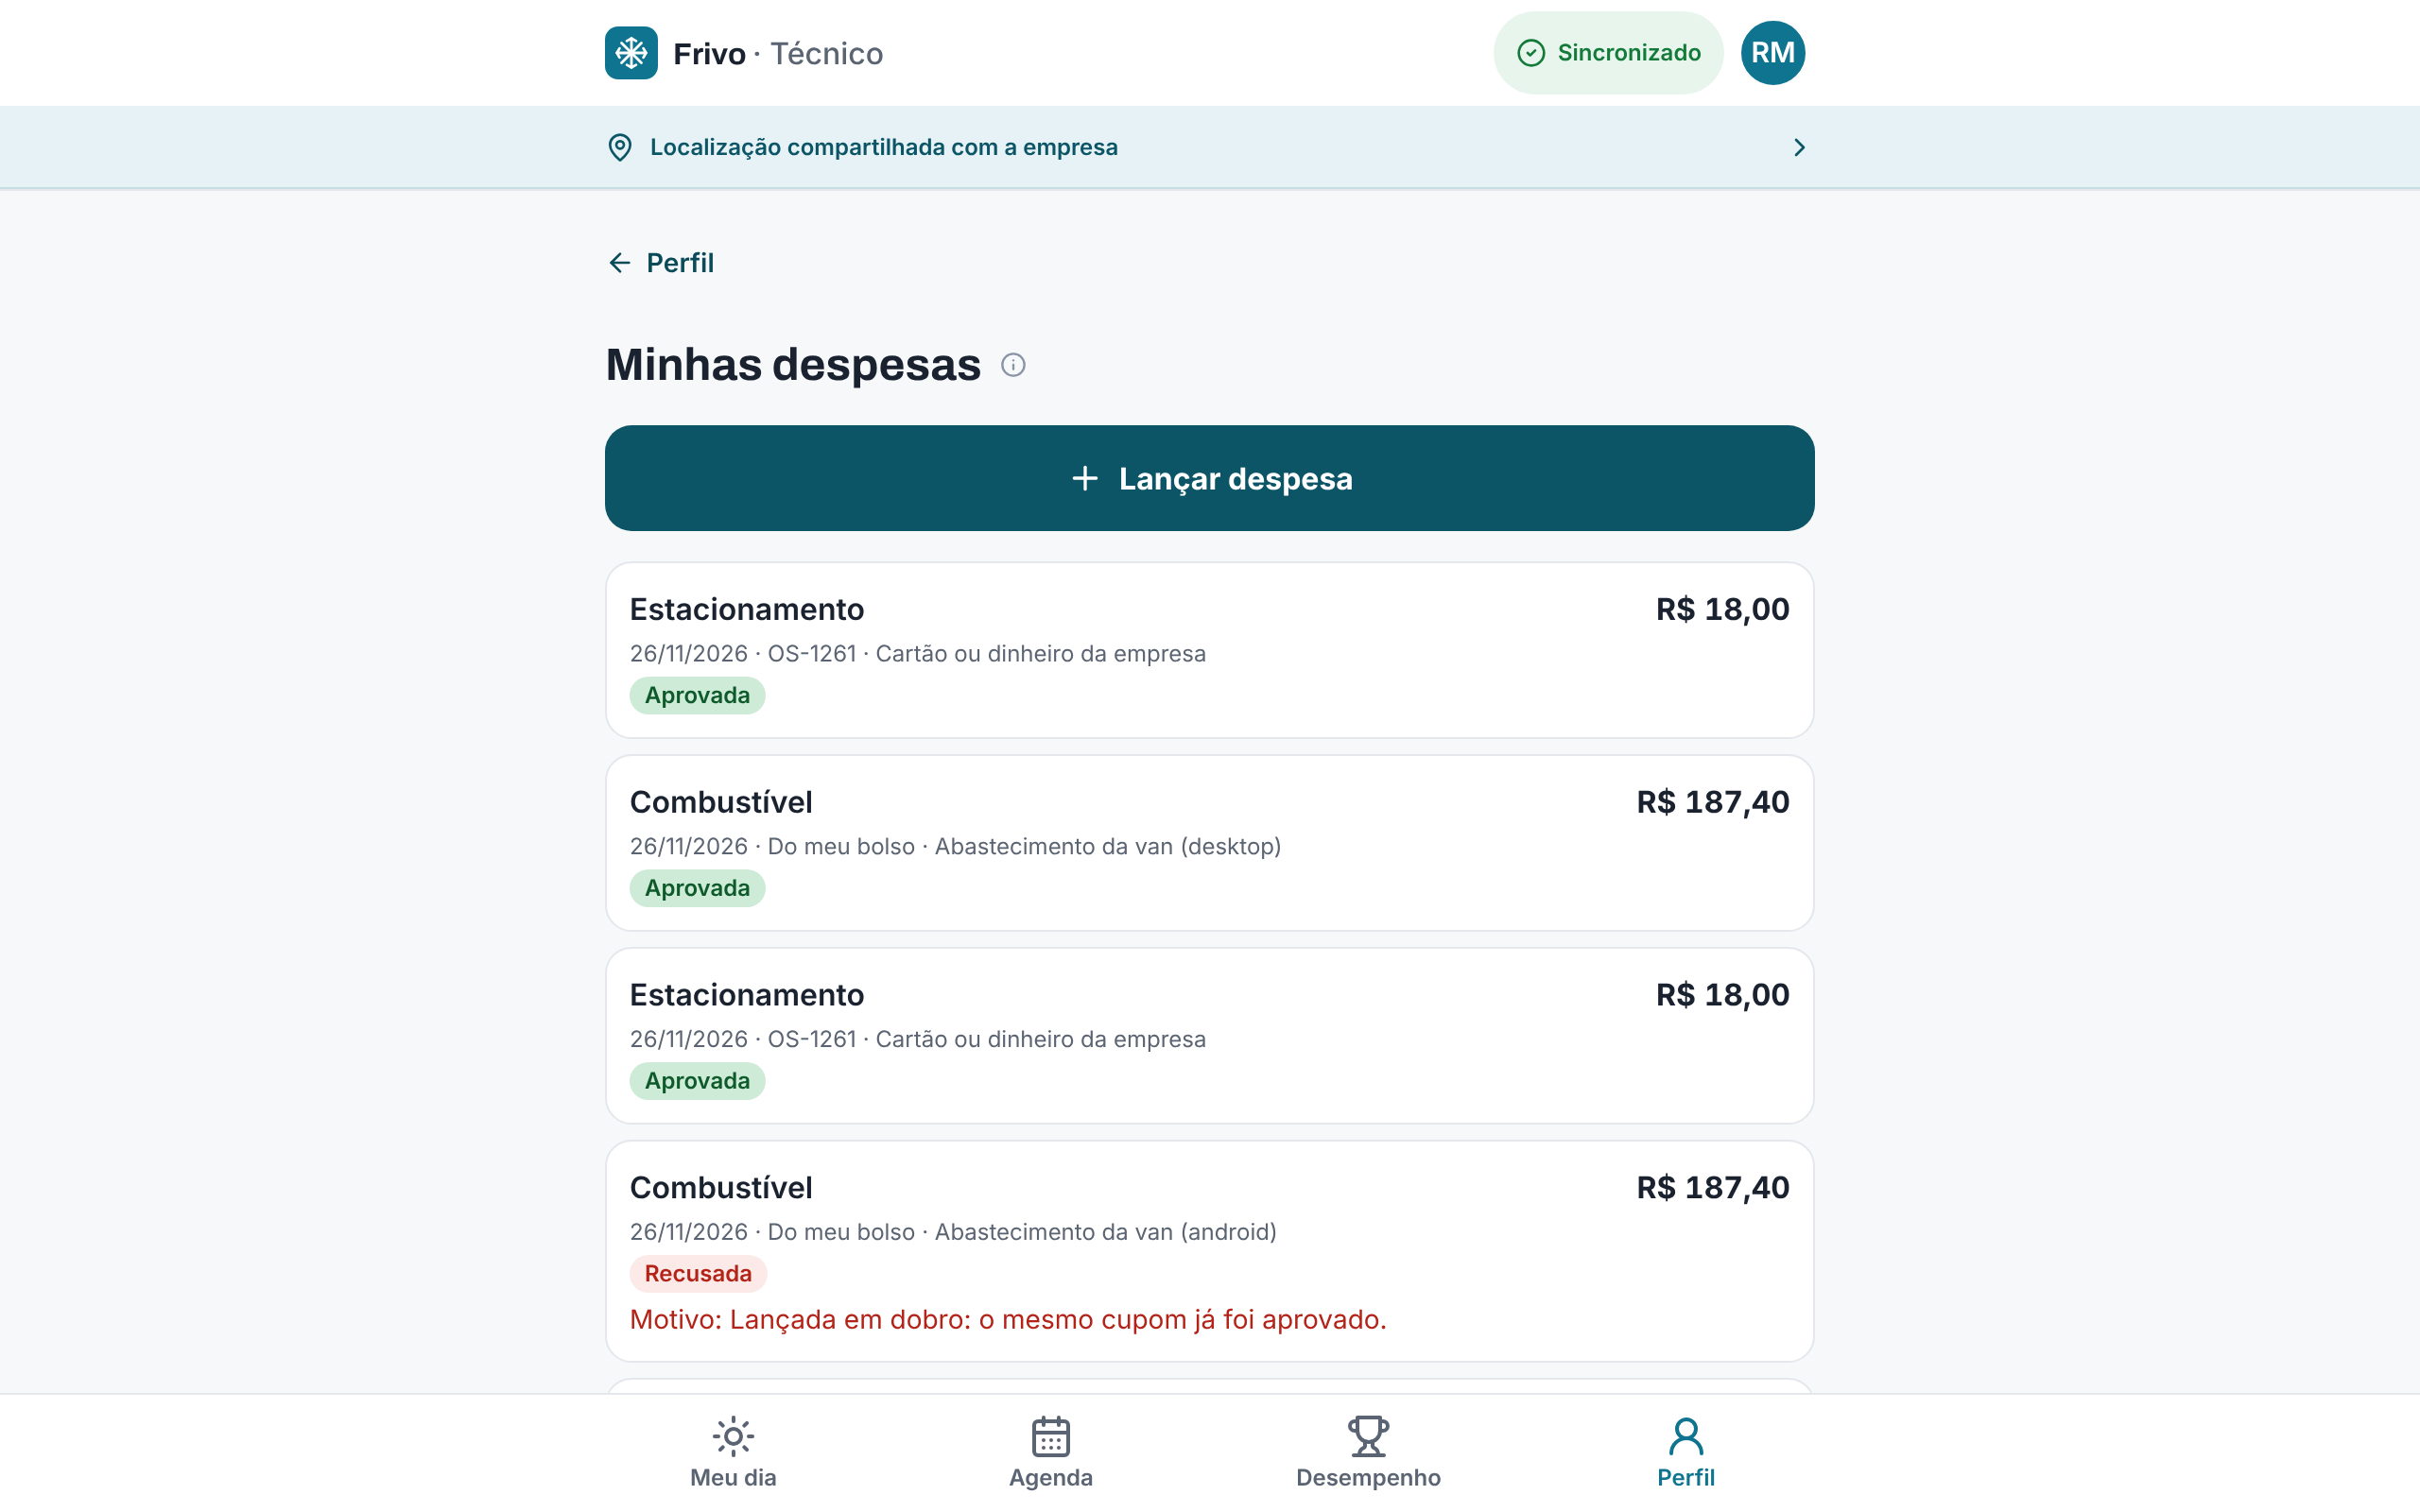 Frivo · Técnico
Sincronizado
RM
Localização compartilhada com a empresa
Perfil
Minhas despesas
Lançar despesa
Estacionamento
R$ 18,00
26/11/2026 · OS-1261 · Cartão ou dinheiro da empresa
Aprovada
Combustível
R$ 187,40
26/11/2026 · Do meu bolso · Abastecimento da van (desktop)
Aprovada
Estacionamento
R$ 18,00
26/11/2026 · OS-1261 · Cartão ou dinheiro da empresa
Aprovada
Combustível
R$ 187,40
26/11/2026 · Do meu bolso · Abastecimento da van (android)
Recusada
Motivo: Lançada em dobro: o mesmo cupom já foi aprovado.
Meu dia
Agenda
Desempenho
Perfil